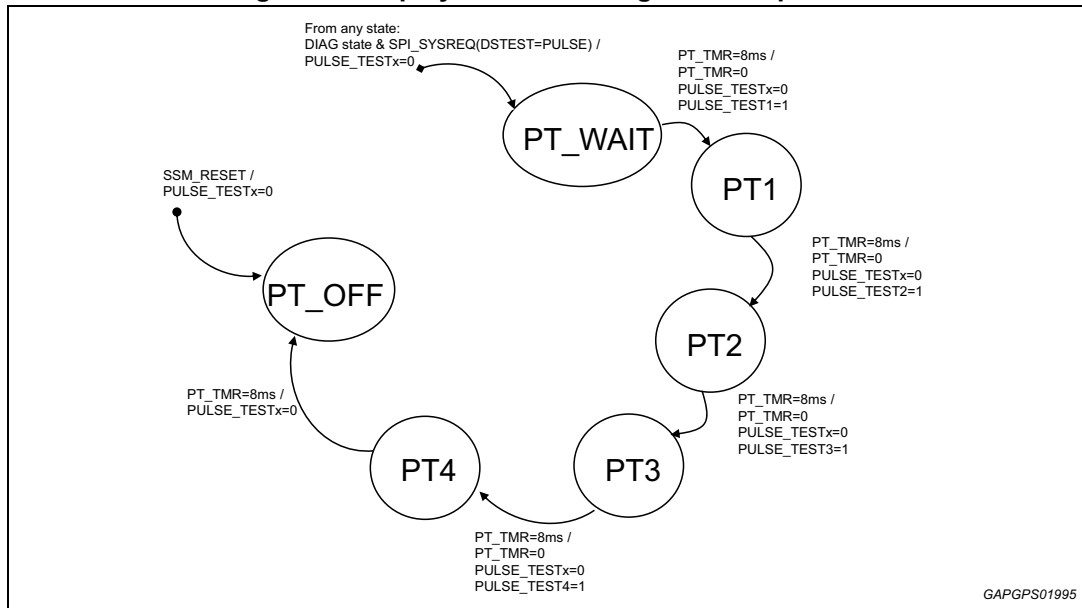 From any state:
DIAG state & SPI_SYSREQ(DSTEST=PULSE) /
PULSE_TESTx=0
PT_TMR=8ms /
PT_TMR=0
PULSE_TESTx=0
PULSE_TEST1=1
PT_WAIT
PT1
SSM_RESET /
PULSE_TESTx=0
PT_TMR=8ms /
PT_TMR=0
PULSE_TESTx=0
PULSE_TEST2=1
PT_OFF
PT2
PT_TMR=8ms /
PULSE_TESTx=0
PT_TMR=8ms /
PT_TMR=0
PULSE_TESTx=0
PULSE_TEST3=1
PT4
PT3
PT_TMR=8ms /
PT_TMR=0
PULSE_TESTx=0
PULSE_TEST4=1
GAPGPS01995